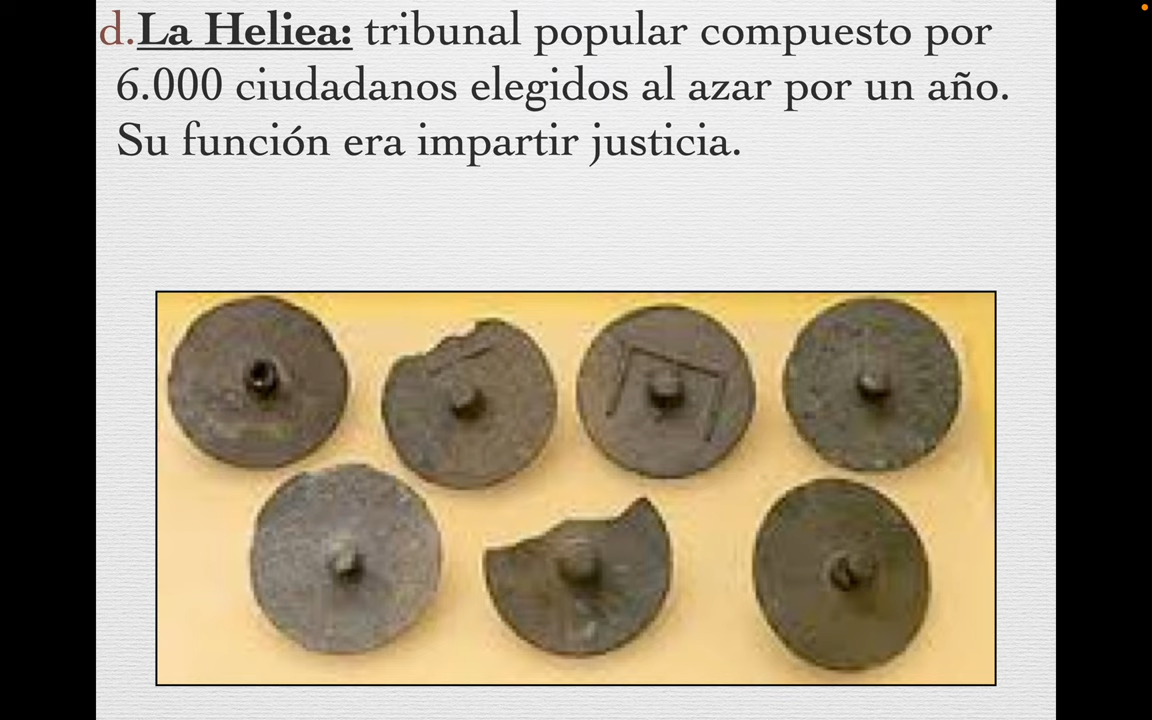 d.La Heliea: tribunal popular compuesto por
6.000 ciudadanos elegidos al azar por un año.
Su función era impartir justicia.